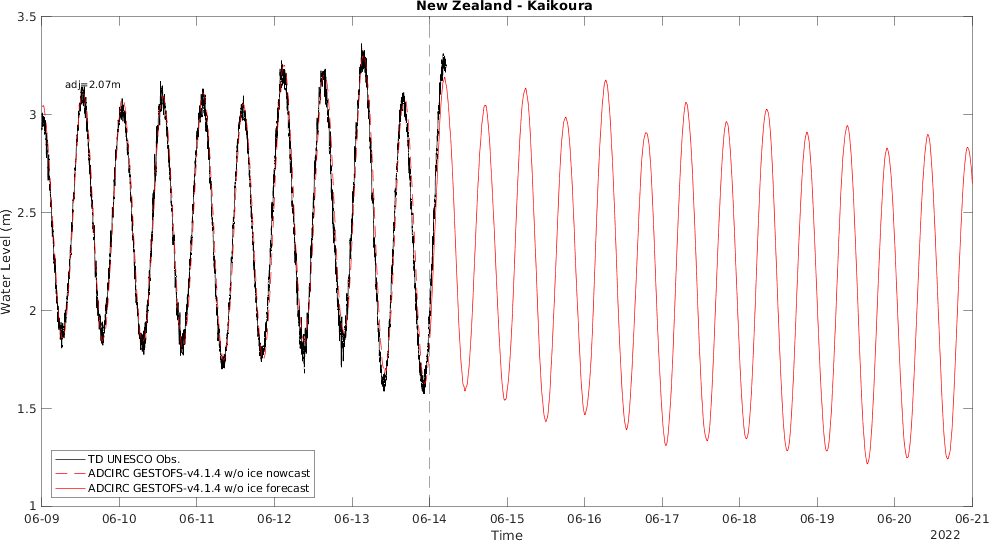 New Zealand - Kaikoura
3.5
3
2.5
2
1.5
1
Water Level (m)
adj=2.07m
TD UNESCO Obs.
ADCIRC GESTOFS-v4.1.4 w/o ice nowcast
ADCIRC GESTOFS-v4.1.4 w/o ice forecast
06-09 06-10 06-11 06-12 06-13 06-14 06-15 06-16 06-17 06-18 06-19 06-20 06-21
Time
2022